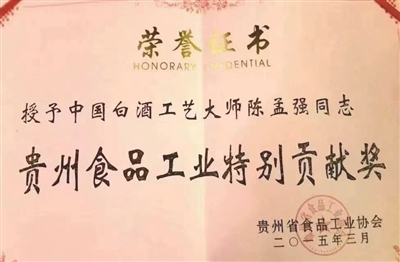 荣誉证书
HONORARY CREDENTIAL
授予中国白酒工艺大师陈孟强同志
贵州食品工业特别贡献奖
贵州省食品工业协会
二〇一五年三月